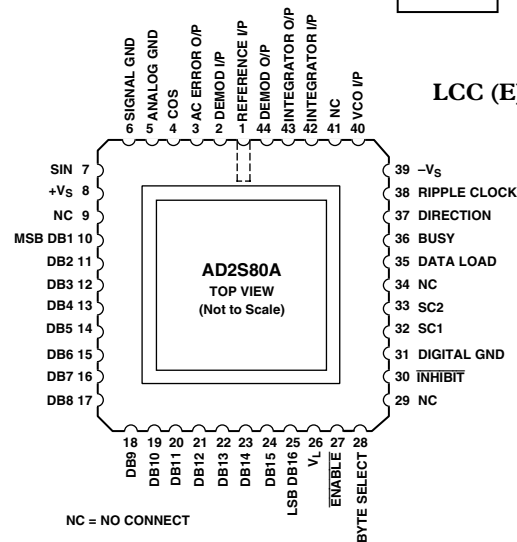 LCC (E)
6 SIGNAL GND
5 ANALOG GND
4 COS
3 AC ERROR O/P
2 DEMOD I/P
1 REFERENCE I/P
44 DEMOD O/P
43 INTEGRATOR O/P
42 INTEGRATOR I/P
41 NC
40 VCO I/P
SIN 7
+VS 8
NC 9
MSB DB1 10
DB2 11
DB3 12
DB4 13
DB5 14
DB6 15
DB7 16
DB8 17
AD2S80A
TOP VIEW
(Not to Scale)
39 –VS
38 RIPPLE CLOCK
37 DIRECTION
36 BUSY
35 DATA LOAD
34 NC
33 SC2
32 SC1
31 DIGITAL GND
30 INHIBIT
29 NC
18 DB9
19 DB10
20 DB11
21 DB12
22 DB13
23 DB14
24 DB15
25 LSB DB16
26 VL
27 ENABLE
28 BYTE SELECT
NC = NO CONNECT